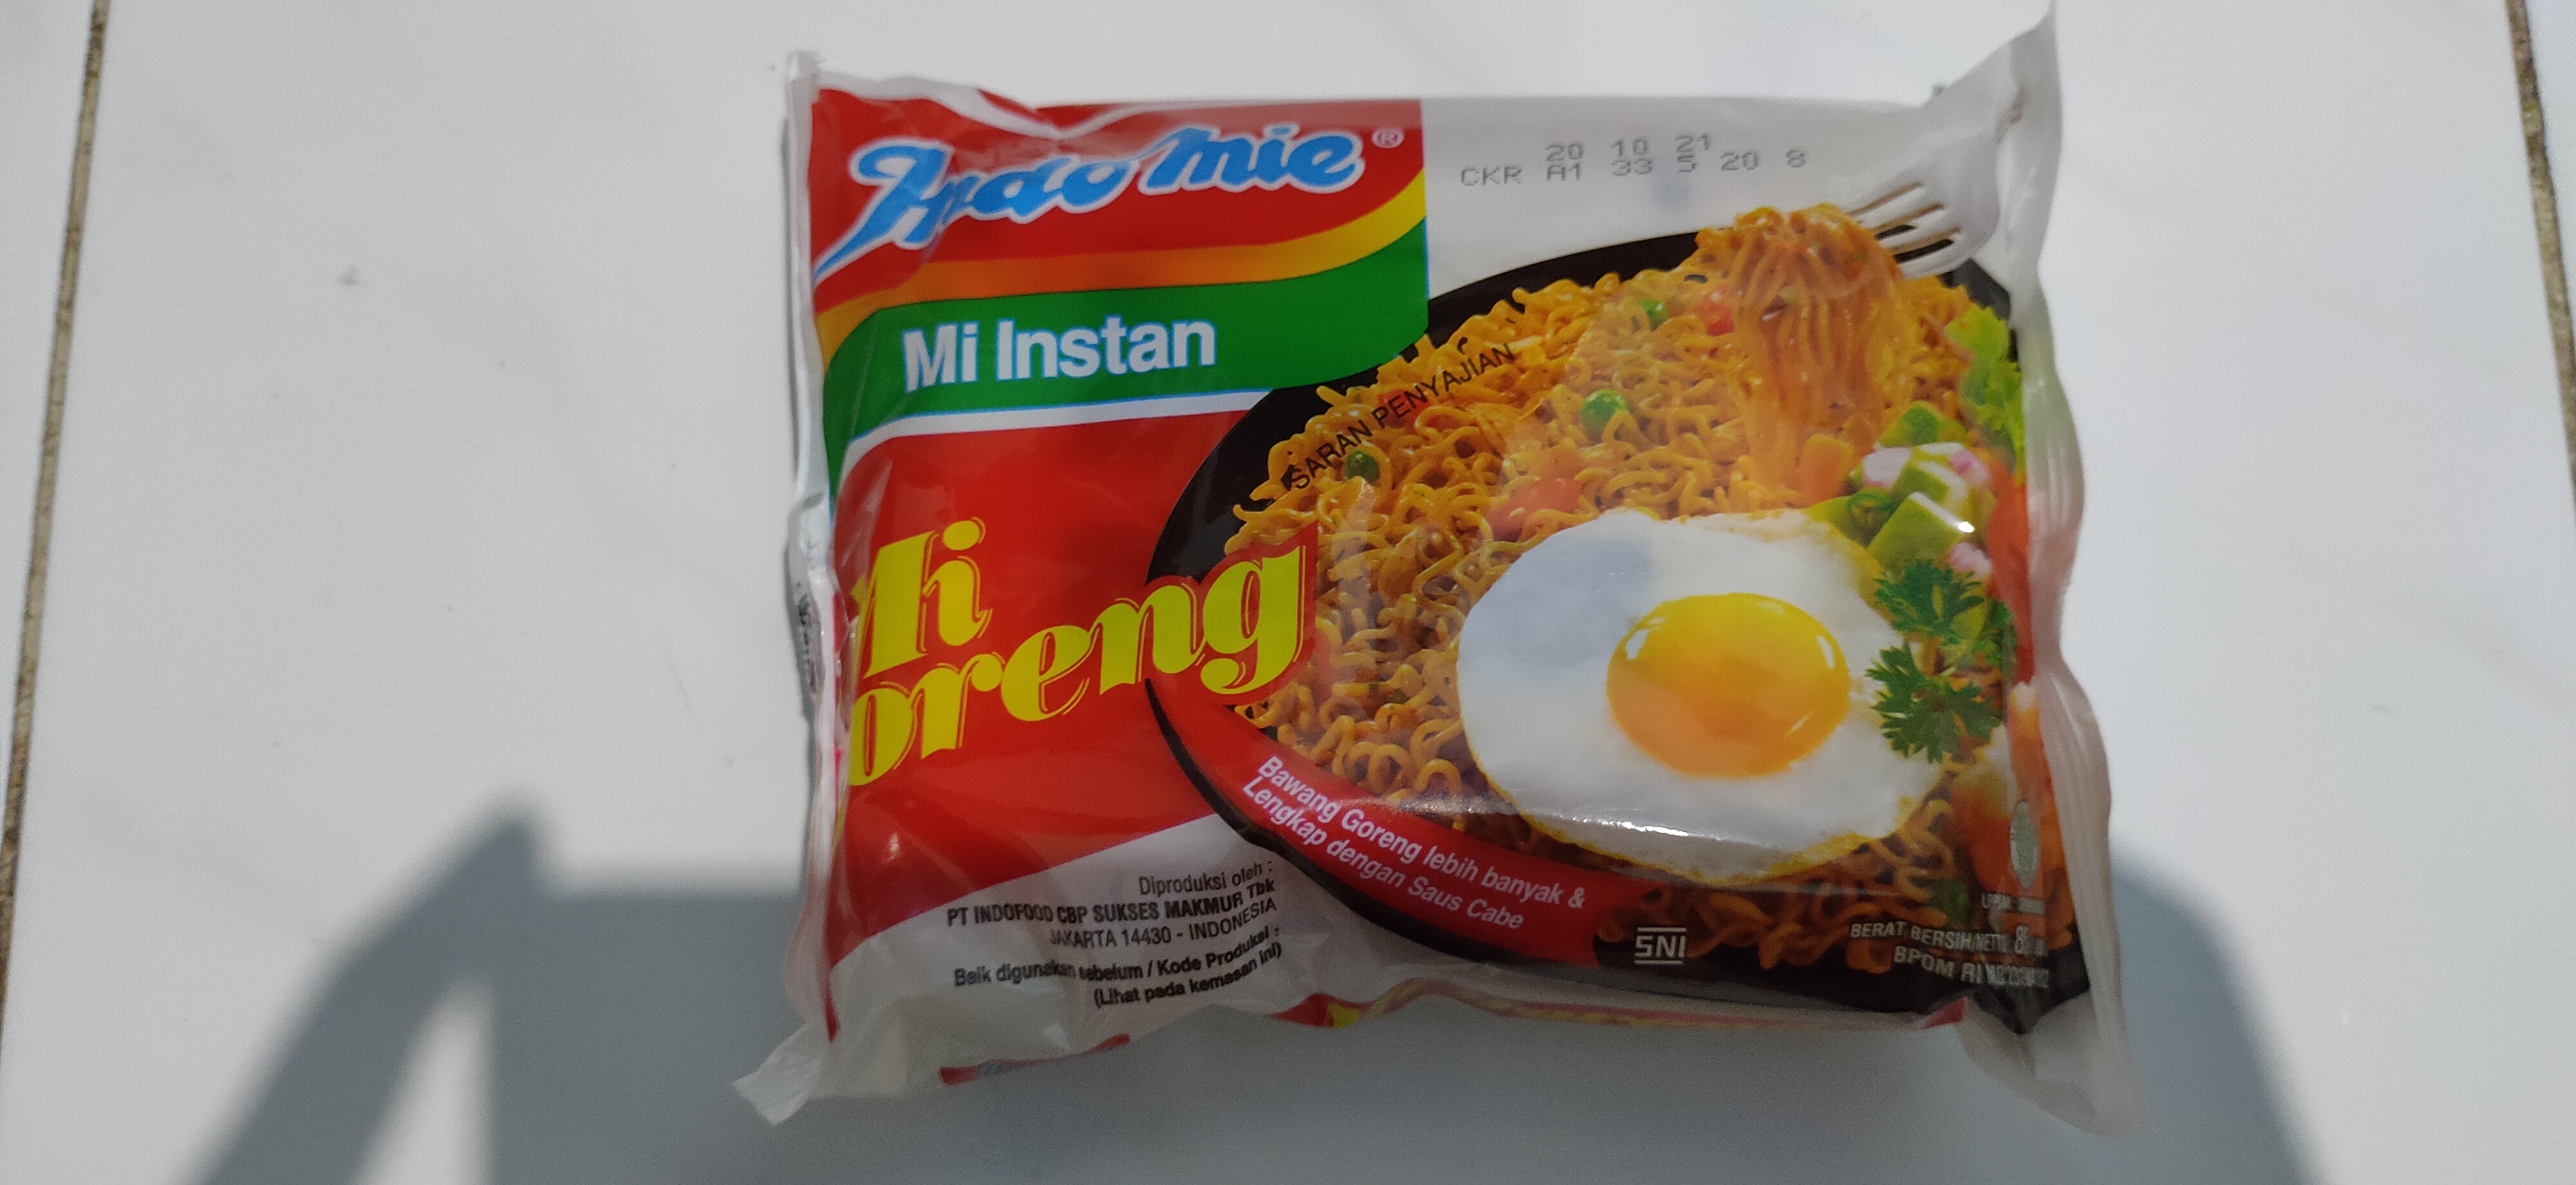 Indomie®
20 10 21
CKR A1 33 5 20 8
Mi Instan
SARAN PENYAJIAN
Mi
oreng
Bawang Goreng lebih banyak &
Lengkap dengan Saus Cabe
Diproduksi oleh :
PT INDOFOOD CBP SUKSES MAKMUR Tbk
JAKARTA 14430 - INDONESIA
Baik digunakan sebelum / Kode Produksi :
(Lihat pada kemasan ini)
SNI
BERAT BERSIH/NETTO
BPOM RI